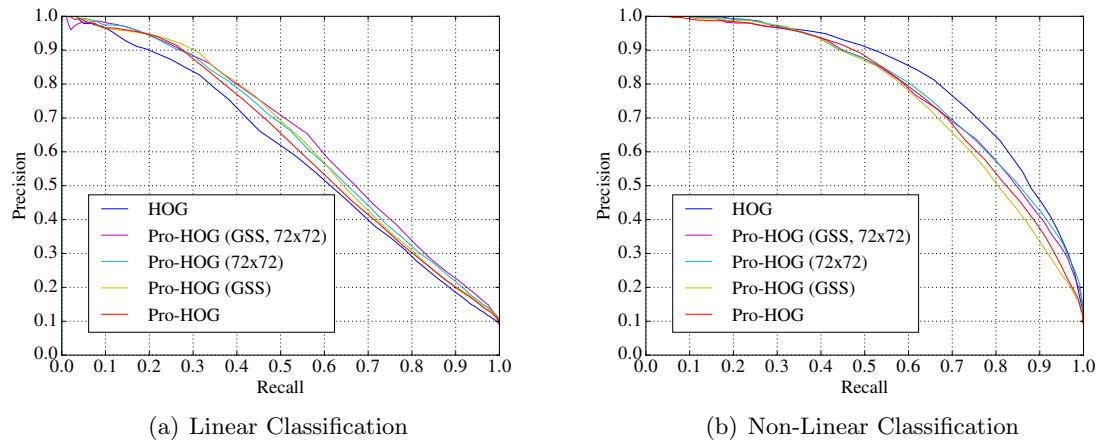 1.0
0.9
0.8
0.7
0.6
0.5
0.4
0.3
0.2
0.1
0.0
Precision
HOG
Pro-HOG (GSS, 72x72)
Pro-HOG (72x72)
Pro-HOG (GSS)
Pro-HOG
0.0 0.1 0.2 0.3 0.4 0.5 0.6 0.7 0.8 0.9 1.0
Recall
(a) Linear Classification
1.0
0.9
0.8
0.7
0.6
0.5
0.4
0.3
0.2
0.1
0.0
Precision
HOG
Pro-HOG (GSS, 72x72)
Pro-HOG (72x72)
Pro-HOG (GSS)
Pro-HOG
0.0 0.1 0.2 0.3 0.4 0.5 0.6 0.7 0.8 0.9 1.0
Recall
(b) Non-Linear Classification